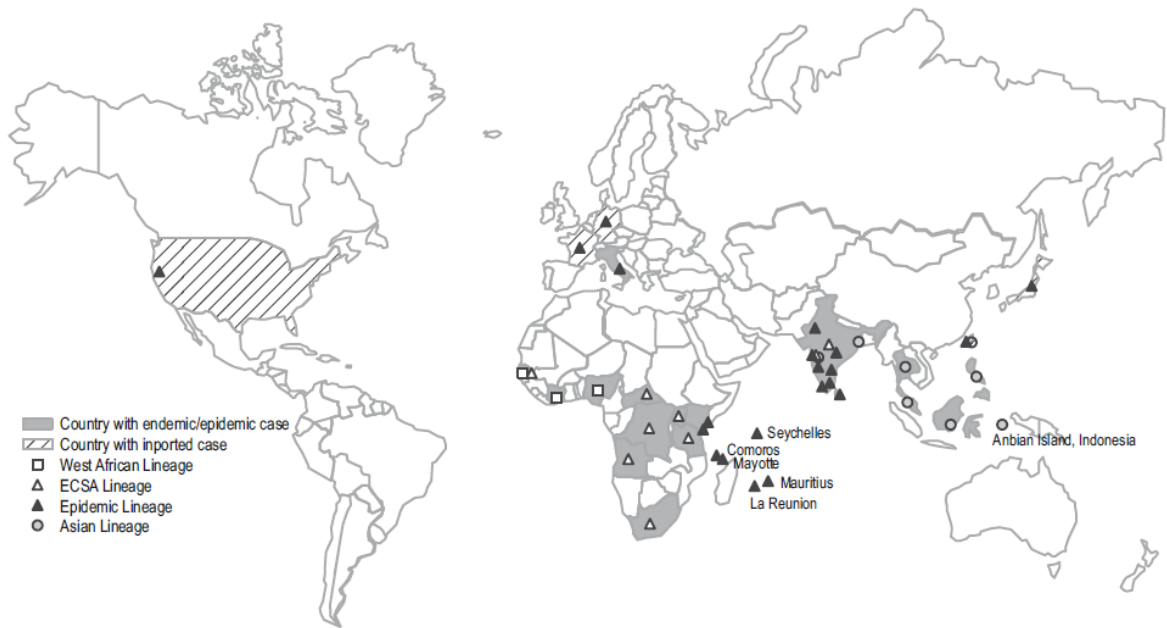 Country with endemic/epidemic case
Country with inported case
West African Lineage
ECSA Lineage
Epidemic Lineage
Asian Lineage
Seychelles
Comoros
Mayotte
Mauritius
La Reunion
Anbian Island, Indonesia